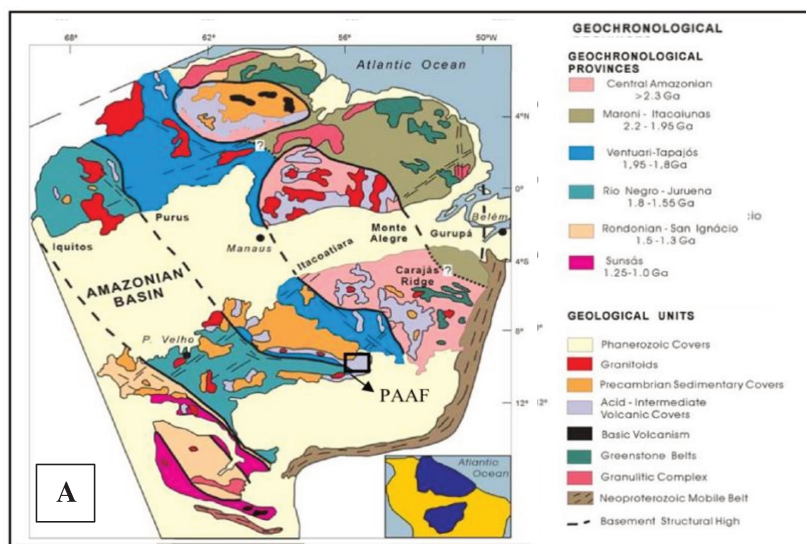 68°
62°
56°
50°W
Atlantic Ocean
4°N
?
0°
Belém
Iquitos
Purus
Manaus
Itacoatiara
Monte
Alegre
Gurupá
4°S
?
Carajás
Ridge
AMAZONIAN
BASIN
P. Velho
8°
PAAF
12°
12°
A
Atlantic
Ocean
GEOCHRONOLOGICAL
GEOCHRONOLOGICAL
PROVINCES
Central Amazonian
>2.3 Ga
Maroni - Itacaiunas
2.2 - 1.95 Ga
Ventuari-Tapajós
1,95 -1,8Ga
Rio Negro -Juruena
1.8 -1.55Ga
cio
Rondonian - San Ignácio
1.5 - 1.3 Ga
Sunsás
1.25-1.0 Ga
GEOLOGICAL UNITS
Phanerozoic Covers
Granitoids
Precambrian Sedimentary Covers
Acid - Intermediate
Volcanic Covers
Basic Volcanism
Greenstone Belts
Granulitic Complex
Neoproterozoic Mobile Belt
Basement Structural High